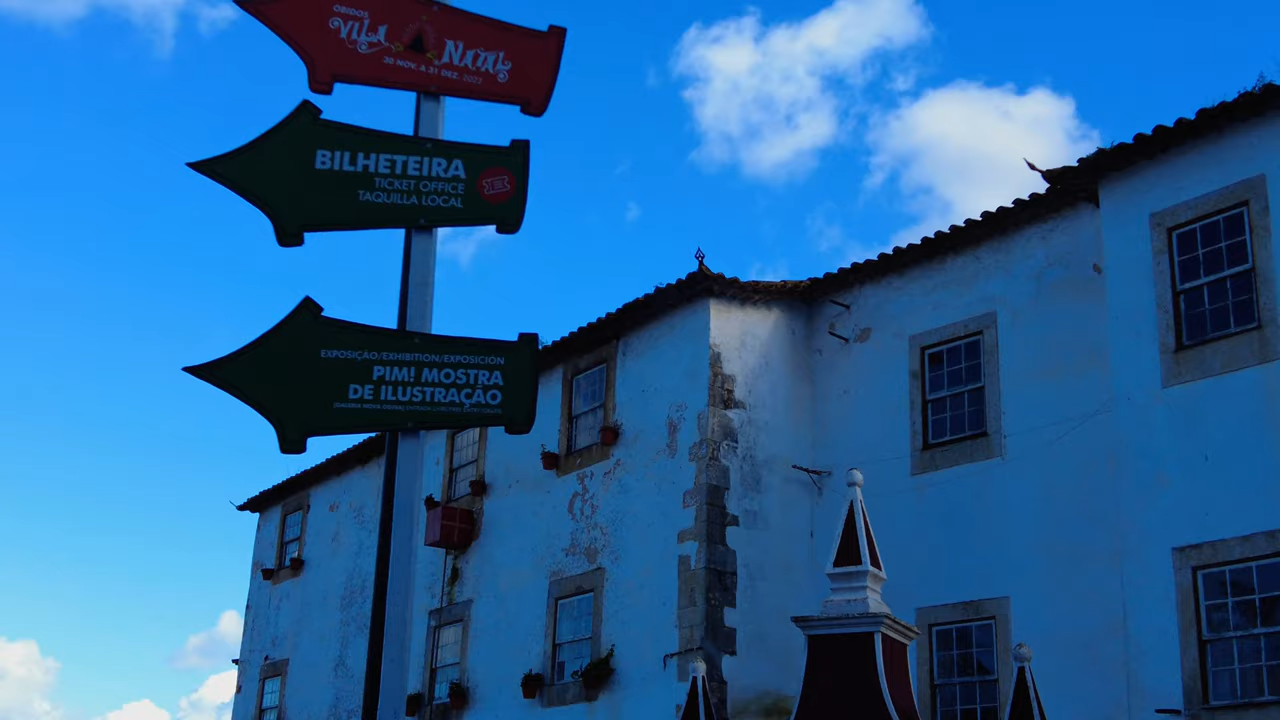 ÓBIDOS
VILA NATAL
30 NOV. A 31 DEZ. 2023
BILHETEIRA
TICKET OFFICE
TAQUILLA LOCAL
EXPOSIÇÃO/EXHIBITION/EXPOSICIÓN
PIM! MOSTRA
DE ILUSTRAÇÃO